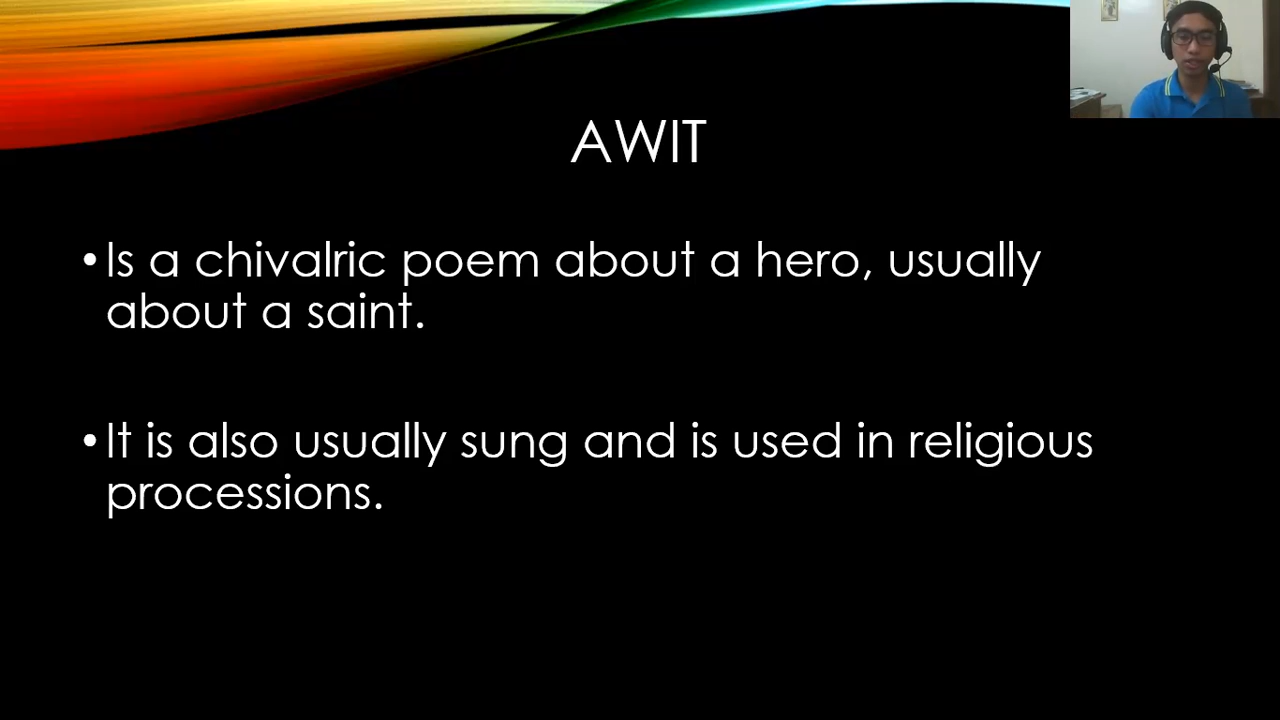 AWIT
•Is a chivalric poem about a hero, usually
about a saint.
•It is also usually sung and is used in religious
processions.